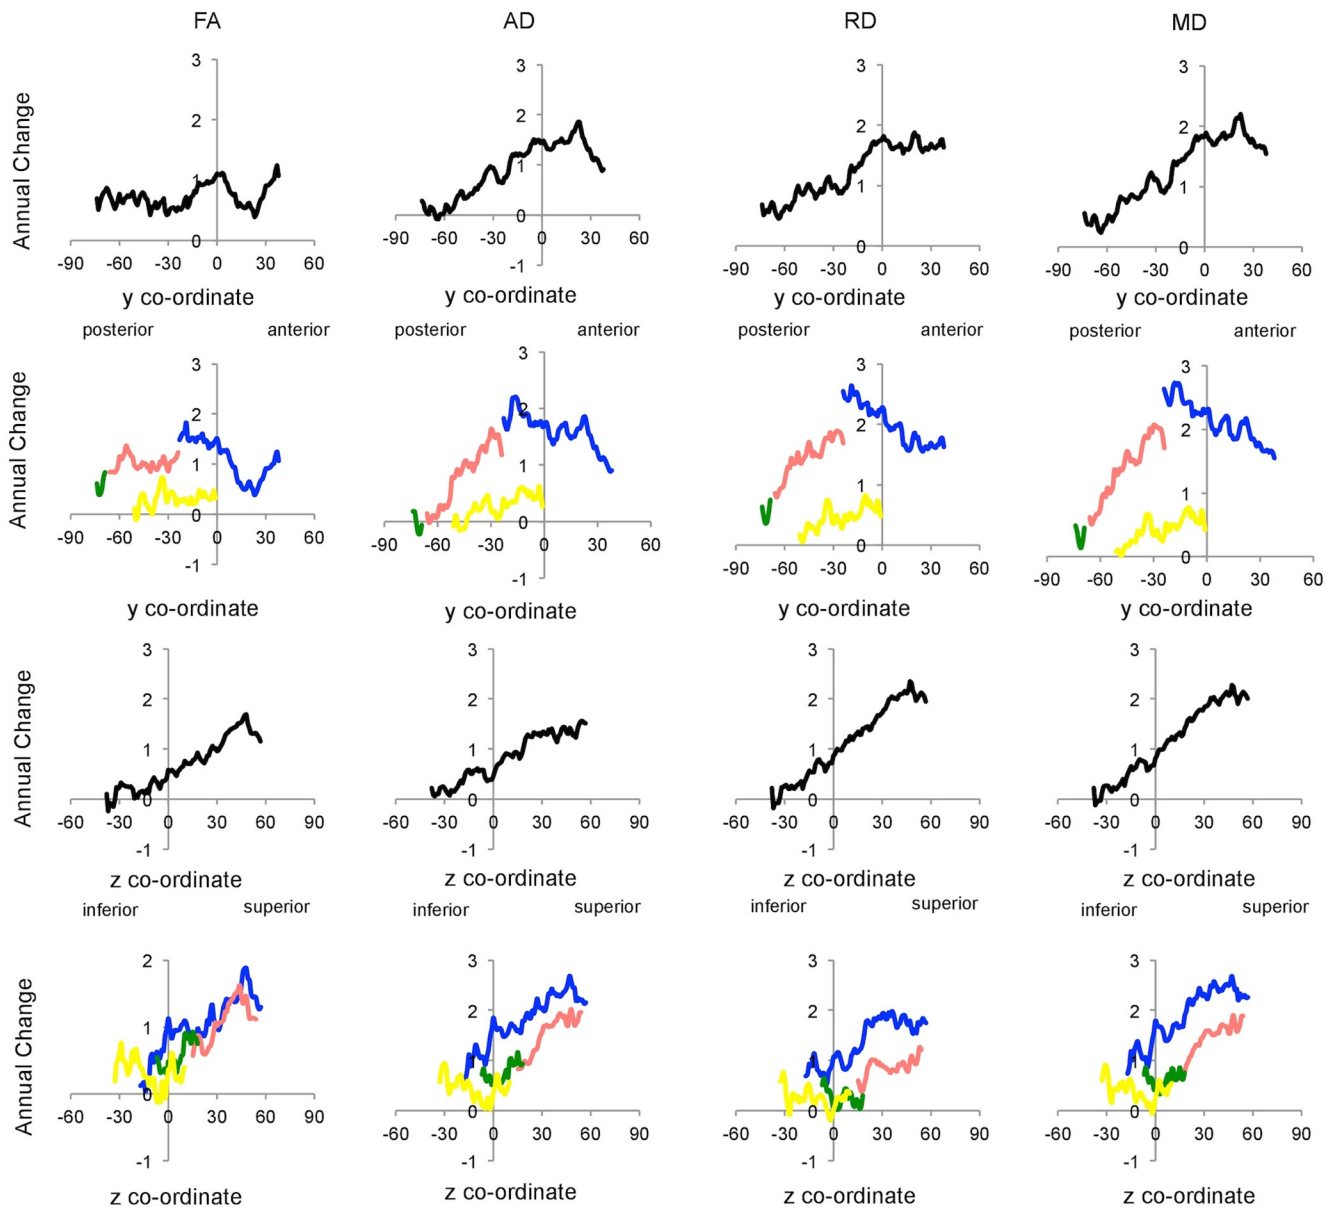 FA AD RD MD
Annual Change
3 3 3 3
2 2 2 2
1 1 1 1
0 0 0 0
-90 -60 -30 0 30 60 -90 -60 -30 0 30 60 -90 -60 -30 0 30 60 -90 -60 -30 0 30 60
-1
y co-ordinate y co-ordinate y co-ordinate y co-ordinate
posterior anterior posterior anterior posterior anterior posterior anterior
Annual Change
3 3 3 3
2 2 2 2
1 1 1 1
0 0 0 0
-90 -60 -30 0 30 60 -90 -60 -30 0 30 60 -90 -60 -30 0 30 60 -90 -60 -30 0 30 60
-1 -1
y co-ordinate y co-ordinate y co-ordinate y co-ordinate
Annual Change
3 3 3 3
2 2 2 2
1 1 1 1
0 0 0 0
-60 -30 0 30 60 90 -60 -30 0 30 60 90 -60 -30 0 30 60 90 -60 -30 0 30 60 90
-1 -1 -1 -1
z co-ordinate z co-ordinate z co-ordinate z co-ordinate
inferior superior inferior superior inferior superior inferior superior
Annual Change
2 3 3 3
1 2 2 2
1 1 1
0 0 0 0
-60 -30 0 30 60 90 -60 -30 0 30 60 90 -60 -30 0 30 60 90 -60 -30 0 30 60 90
-1 -1 -1 -1
z co-ordinate z co-ordinate z co-ordinate z co-ordinate